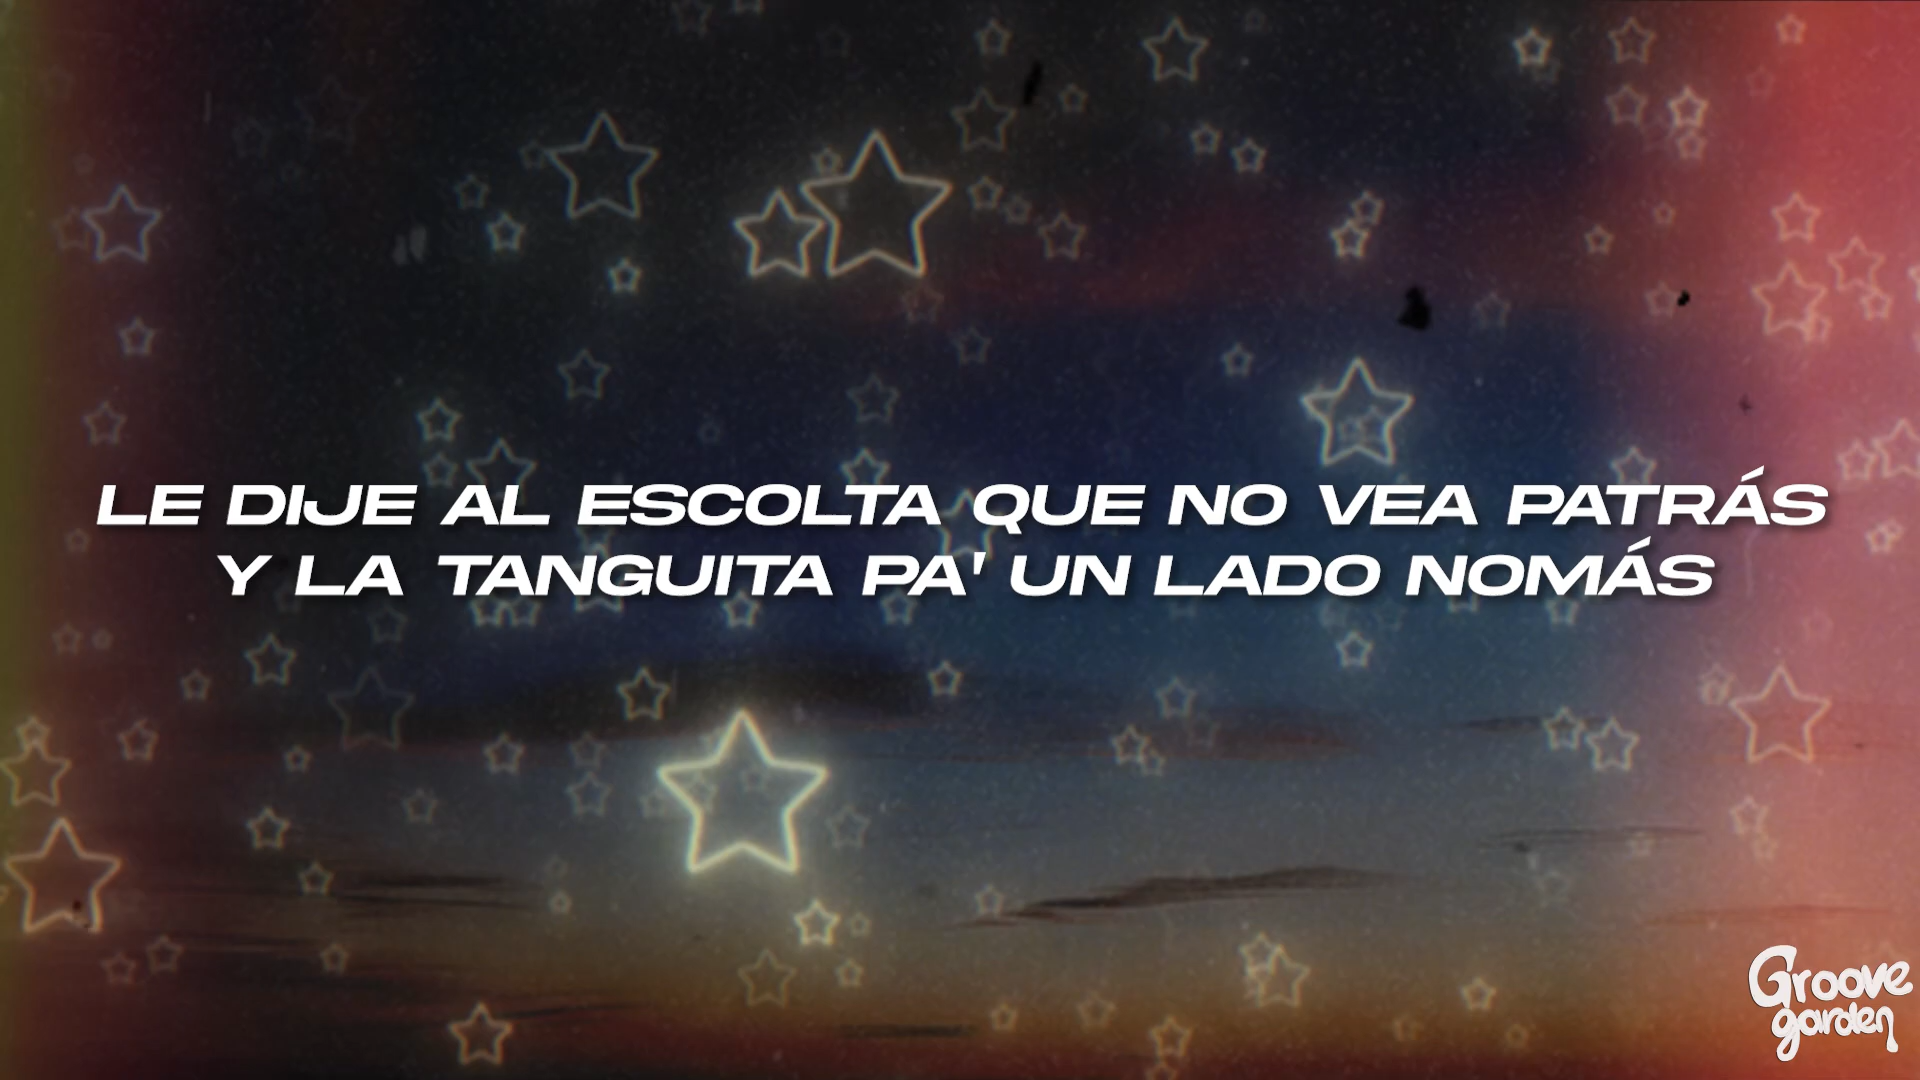 LE DIJE AL ESCOLTA QUE NO VEA PATRÁS
Y LA TANGUITA PA' UN LADO NOMÁS
Groove
garden